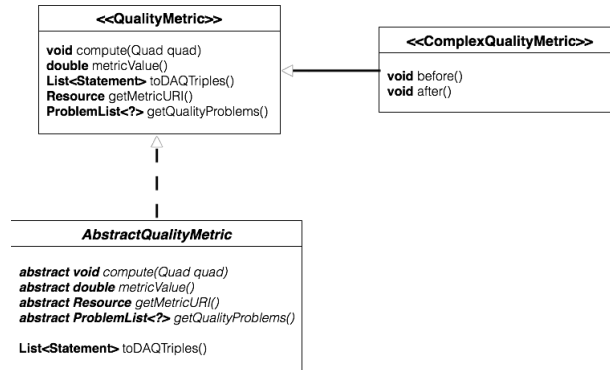 <<QualityMetric>>
void compute(Quad quad)
double metricValue()
List<Statement> toDAQTriples()
Resource getMetricURI()
ProblemList<?> getQualityProblems()
<<ComplexQualityMetric>>
void before()
void after()
AbstractQualityMetric
abstract void compute(Quad quad)
abstract double metricValue()
abstract Resource getMetricURI()
abstract ProblemList<?> getQualityProblems()
List<Statement> toDAQTriples()